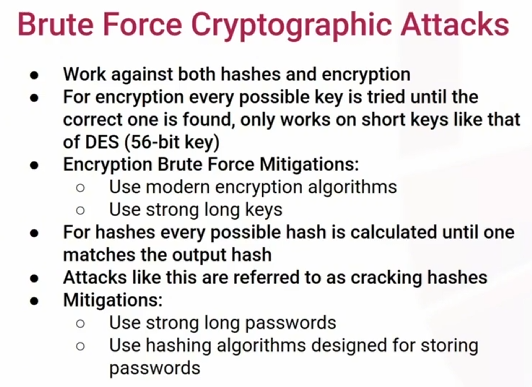 Brute Force Cryptographic Attacks
● Work against both hashes and encryption
● For encryption every possible key is tried until the
correct one is found, only works on short keys like that
of DES (56-bit key)
● Encryption Brute Force Mitigations:
○ Use modern encryption algorithms
○ Use strong long keys
● For hashes every possible hash is calculated until one
matches the output hash
● Attacks like this are referred to as cracking hashes
● Mitigations:
○ Use strong long passwords
○ Use hashing algorithms designed for storing
passwords